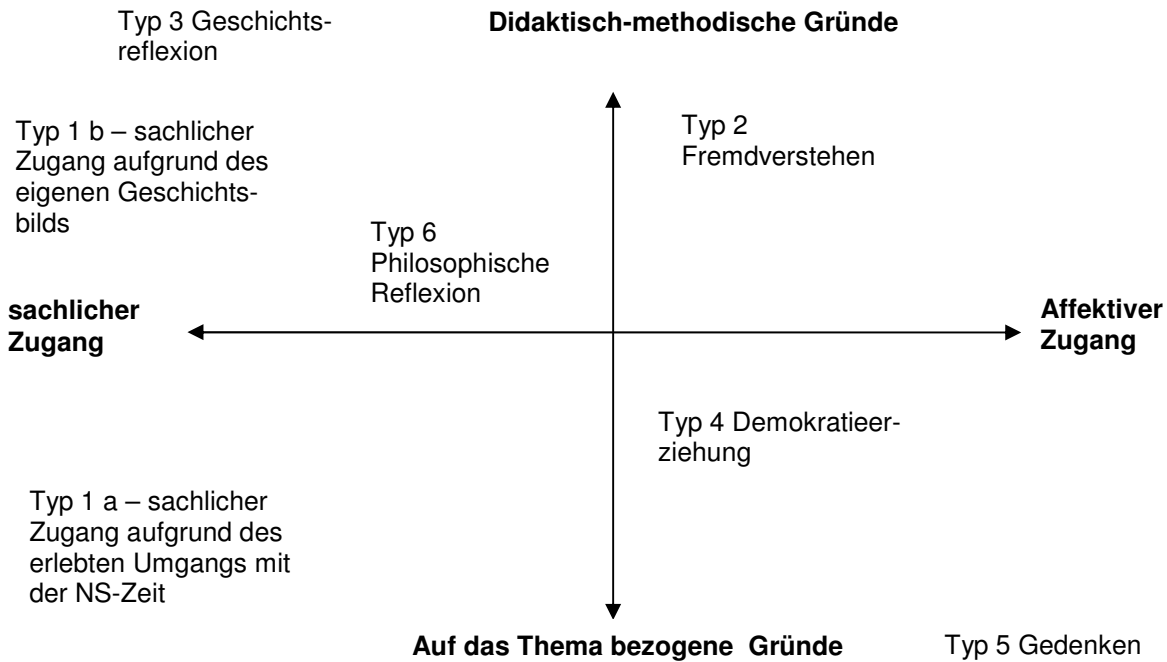 Typ 3 Geschichts-
reflexion
Didaktisch-methodische Gründe
Typ 1 b – sachlicher
Zugang aufgrund des
eigenen Geschichts-
bilds
Typ 2
Fremdverstehen
Typ 6
Philosophische
Reflexion
sachlicher
Zugang
Affektiver
Zugang
Typ 4 Demokratieer-
ziehung
Typ 1 a – sachlicher
Zugang aufgrund des
erlebten Umgangs mit
der NS-Zeit
Auf das Thema bezogene Gründe
Typ 5 Gedenken